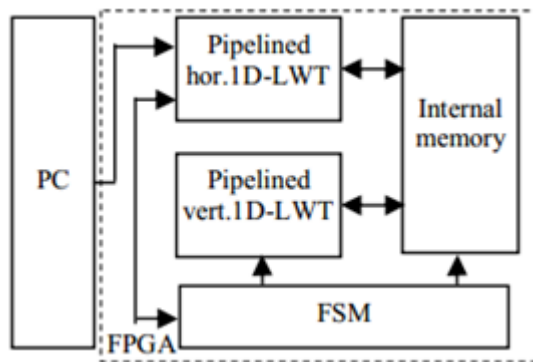 Pipelined
hor.1D-LWT
Internal
memory
PC
Pipelined
vert.1D-LWT
FSM
FPGA